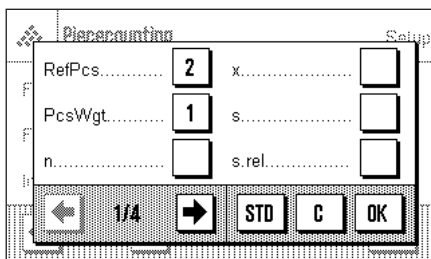 Piececounting Setup
RefPcs............ 2 x....................
PcsWgt........... 1 s....................
n..................... s.rel................
1/4 STD C OK